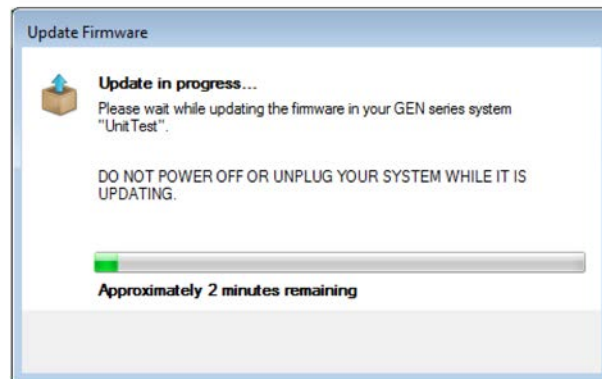 Update Firmware
Update in progress...
Please wait while updating the firmware in your GEN series system
"UnitTest".
DO NOT POWER OFF OR UNPLUG YOUR SYSTEM WHILE IT IS
UPDATING.
Approximately 2 minutes remaining